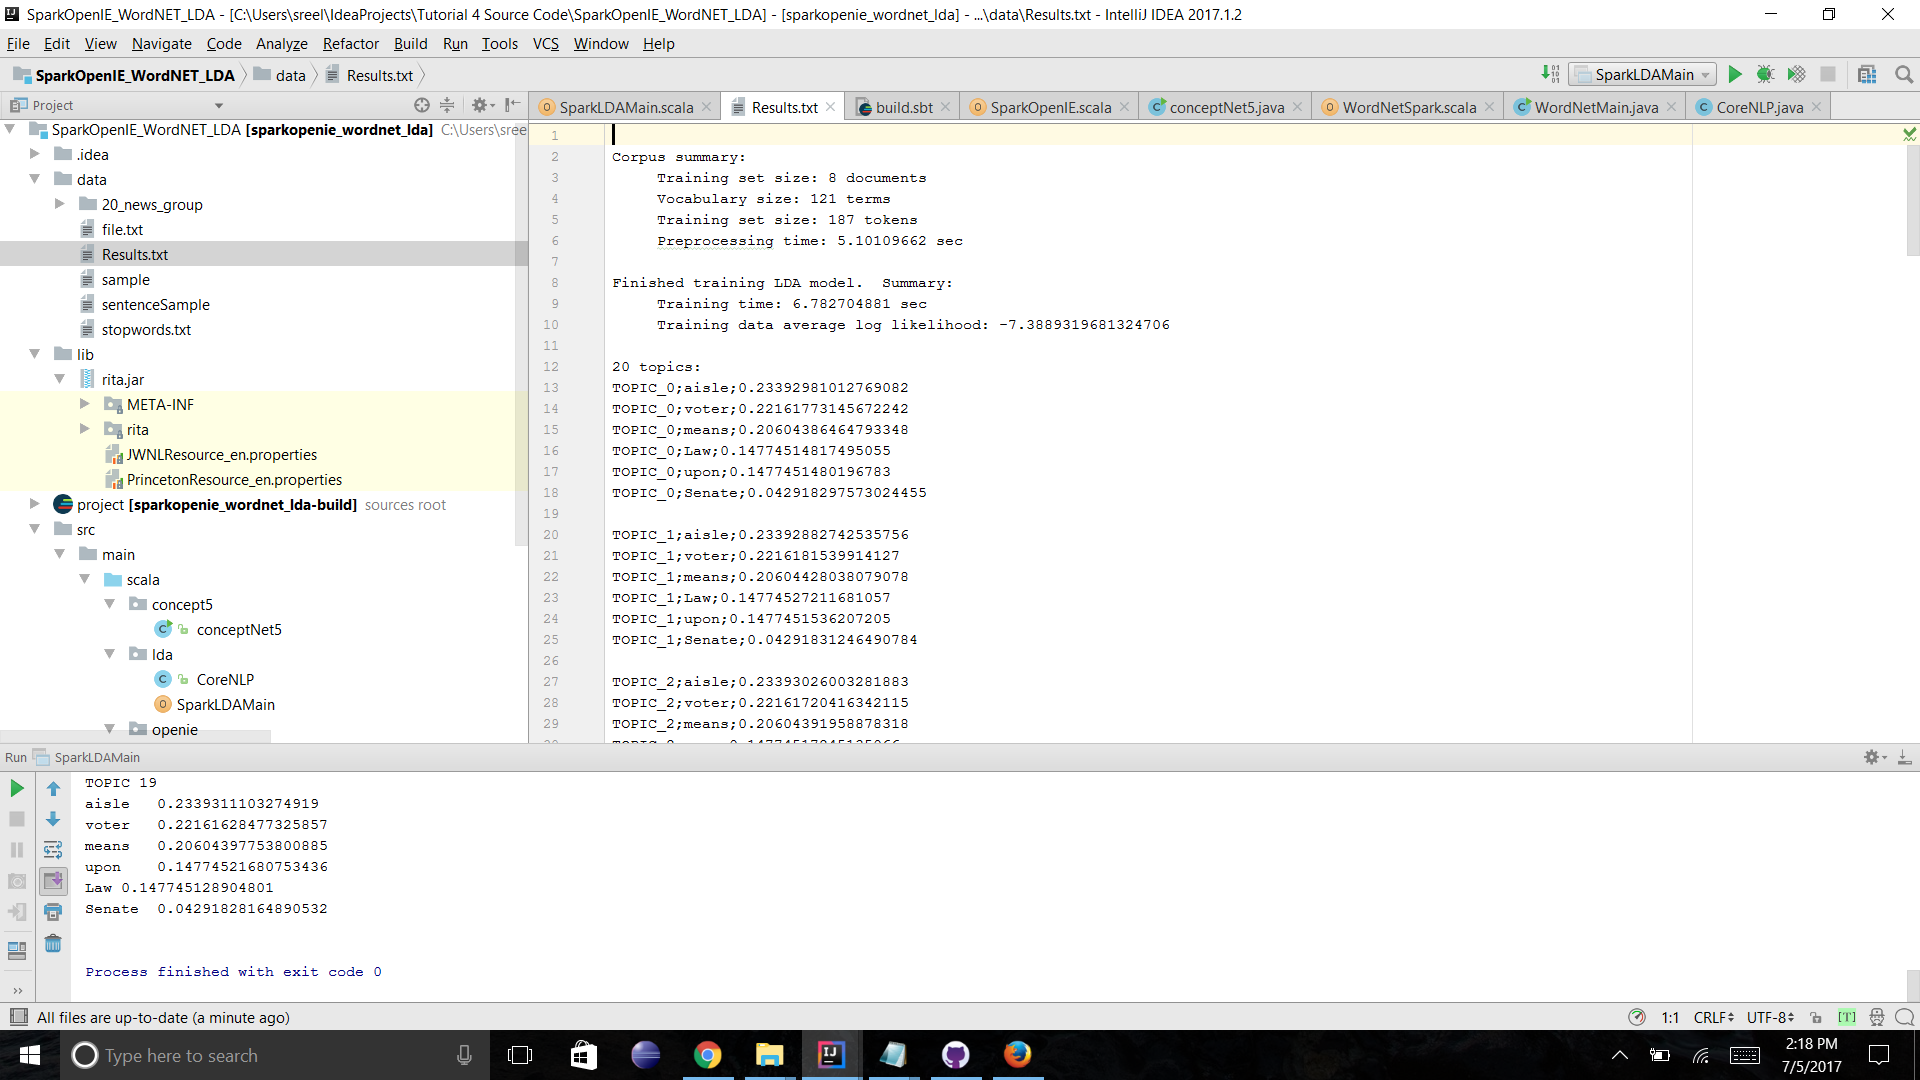 SparkOpenIE_WordNET_LDA - [C:\Users\sreel\IdeaProjects\Tutorial 4 Source Code\SparkOpenIE_WordNET_LDA] - [sparkopenie_wordnet_lda] - ...\data\Results.txt - IntelliJ IDEA 2017.1.2
File Edit View Navigate Code Analyze Refactor Build Run Tools VCS Window Help
SparkOpenIE_WordNET_LDA data Results.txt SparkLDAMain
Project
SparkLDAMain.scala Results.txt build.sbt SparkOpenIE.scala conceptNet5.java WordNetSpark.scala WordNetMain.java CoreNLP.java
SparkOpenIE_WordNET_LDA [sparkopenie_wordnet_lda] C:\Users\sree
.idea
data
20_news_group
file.txt
Results.txt
sample
sentenceSample
stopwords.txt
lib
rita.jar
META-INF
rita
JWNLResource_en.properties
PrincetonResource_en.properties
project [sparkopenie_wordnet_lda-build] sources root
src
main
scala
concept5
conceptNet5
lda
CoreNLP
SparkLDAMain
openie
1
2 Corpus summary:
3 Training set size: 8 documents
4 Vocabulary size: 121 terms
5 Training set size: 187 tokens
6 Preprocessing time: 5.10109662 sec
7
8 Finished training LDA model.  Summary:
9 Training time: 6.782704881 sec
10 Training data average log likelihood: -7.3889319681324706
11
12 20 topics:
13 TOPIC_0;aisle;0.23392981012769082
14 TOPIC_0;voter;0.22161773145672242
15 TOPIC_0;means;0.20604386464793348
16 TOPIC_0;Law;0.14774514817495055
17 TOPIC_0;upon;0.1477451480196783
18 TOPIC_0;Senate;0.042918297573024455
19
20 TOPIC_1;aisle;0.23392882742535756
21 TOPIC_1;voter;0.2216181539914127
22 TOPIC_1;means;0.20604428038079078
23 TOPIC_1;Law;0.14774527211681057
24 TOPIC_1;upon;0.1477451536207205
25 TOPIC_1;Senate;0.04291831246490784
26
27 TOPIC_2;aisle;0.23393026003281883
28 TOPIC_2;voter;0.22161720416342115
29 TOPIC_2;means;0.20604391958878318
Run SparkLDAMain
TOPIC 19
aisle 0.2339311103274919
voter 0.22161628477325857
means 0.20604397753800885
upon 0.14774521680753436
Law 0.147745128904801
Senate 0.04291828164890532
Process finished with exit code 0
All files are up-to-date (a minute ago) 1:1 CRLF UTF-8 [T]
Type here to search
2:18 PM
7/5/2017